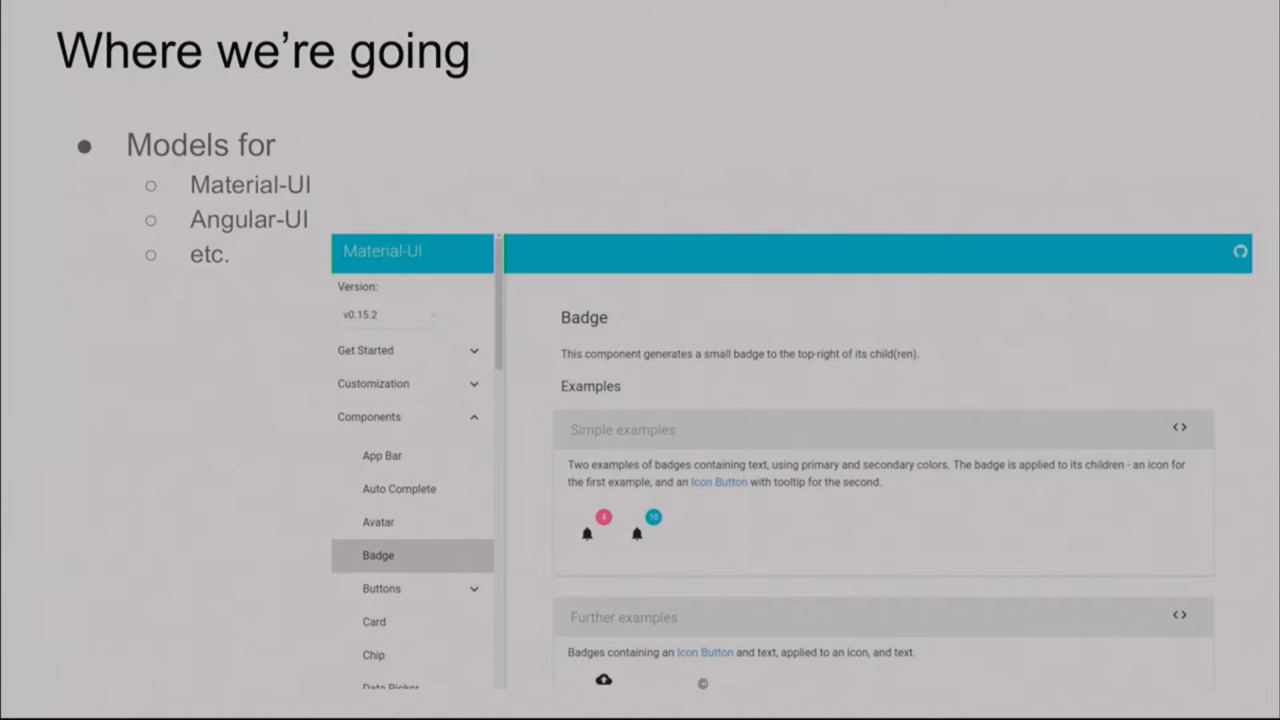 Where we're going
Models for
Material-UI
Angular-UI
etc.
Material-UI
Version:
v0.15.2
Get Started
Customization
Components
App Bar
Auto Complete
Avatar
Badge
Buttons
Card
Chip
Date Picker
Badge
This component generates a small badge to the top-right of its child(ren).
Examples
Simple examples
Two examples of badges containing text, using primary and secondary colors. The badge is applied to its children - an icon for
the first example, and an Icon Button with tooltip for the second.
4
10
Further examples
Badges containing an Icon Button and text, applied to an icon, and text.
©